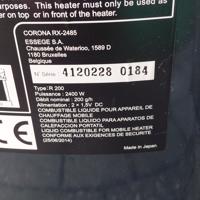 rposes. This heater must only be used
top or in front of the heater.
CORONA RX-2485
ESSEGE S.A.
Chaussée de Waterloo, 1589 D
1180 Bruxelles
Belgique
N° Série : 4120228 0184
Type : R 200
Puissance : 2400 W
Débit nominal : 200 g/h
Alimentation : 2 x 1,5V DC
COMBUSTIBLE LIQUIDE POUR APPAREIL DE
CHAUFFAGE MOBILE
COMBUSTIBLE LIQUIDO PARA APARATOS DE
CALEFACCION PORTATIL
LIQUID COMBUSTIBLE FOR MOBILE HEATER
CONFORME AUX EXIGENCES DE SECURITE
(25/06/2014)
Made in Japan